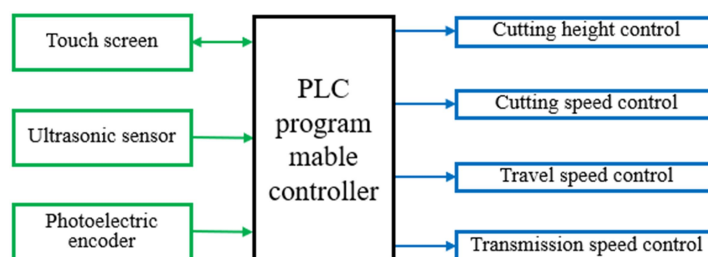 Touch screen
Ultrasonic sensor
Photoelectric
encoder
PLC
program
mable
controller
Cutting height control
Cutting speed control
Travel speed control
Transmission speed control